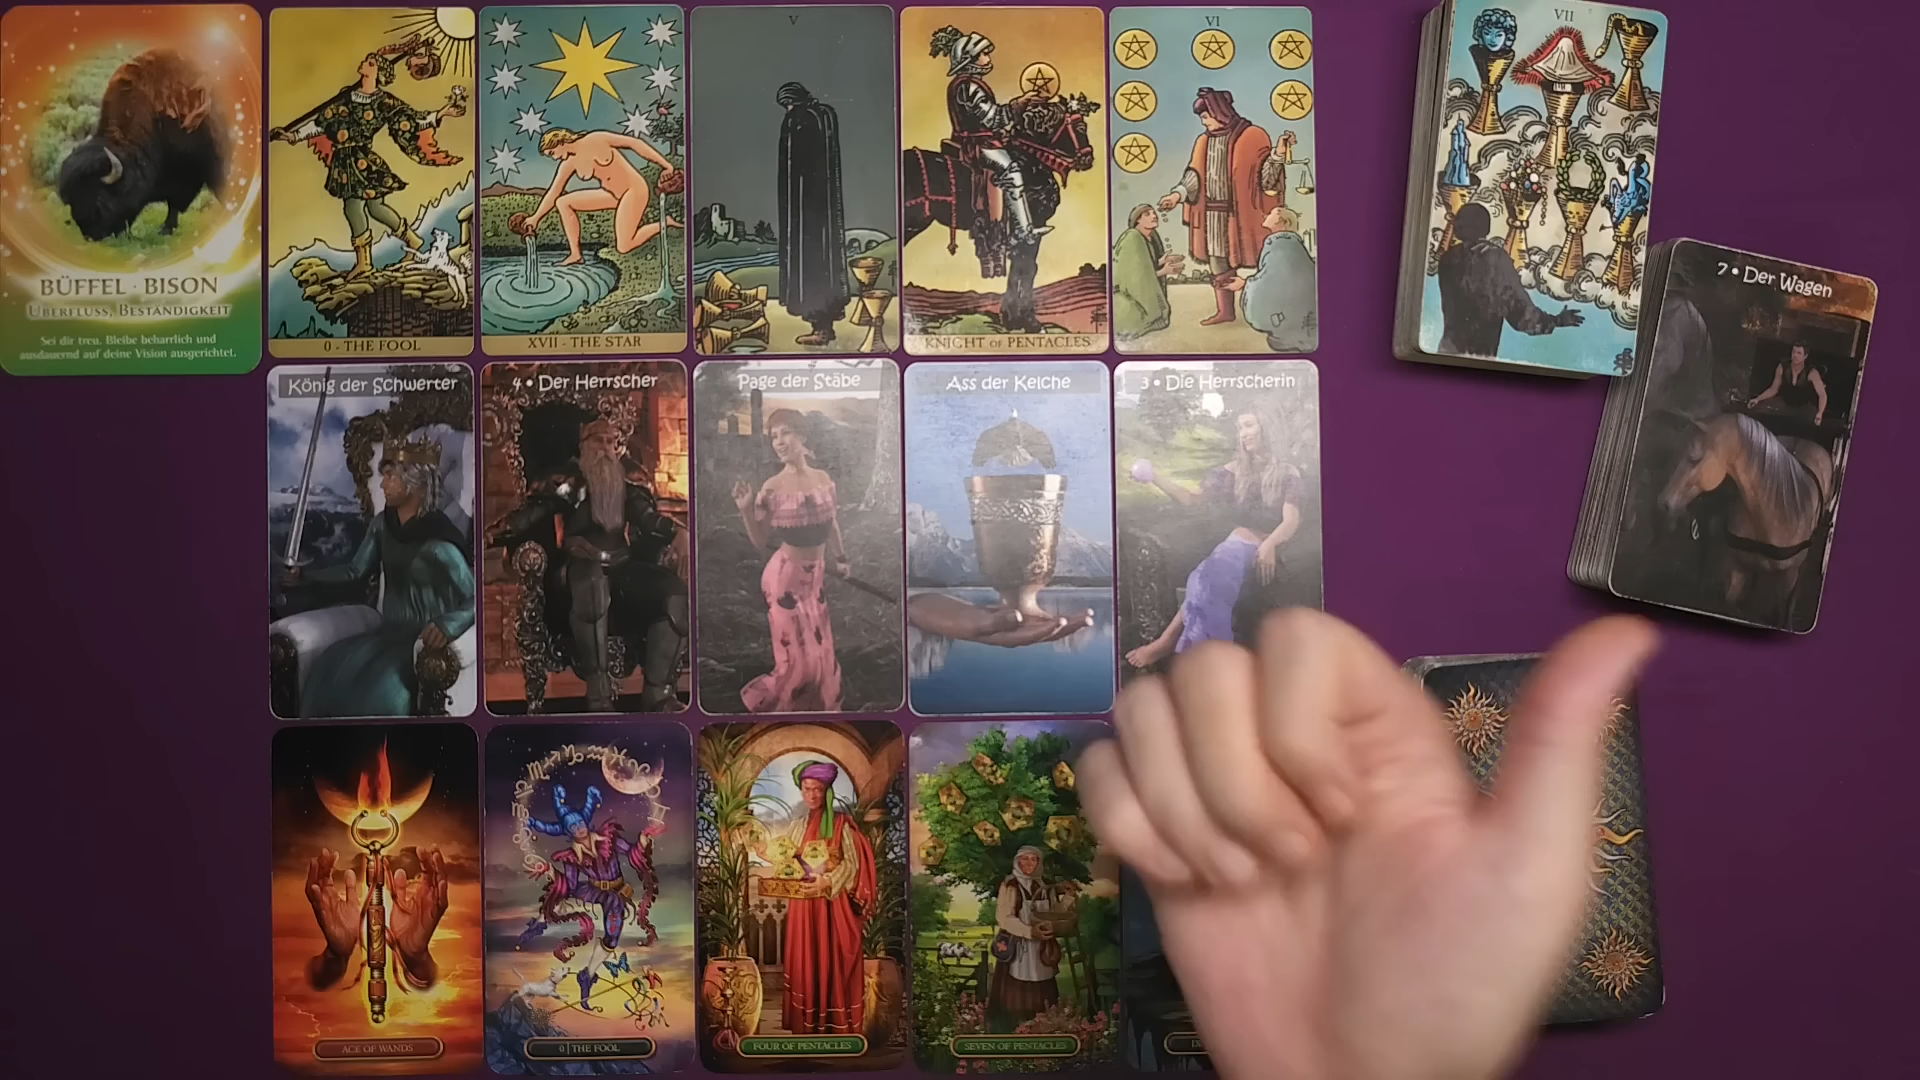 BÜFFEL · BISON
ÜBERFLUSS, BESTÄNDIGKEIT
Sei dir treu. Bleibe beharrlich und
ausdauernd auf deine Vision ausgerichtet.
0 - THE FOOL
XVII - THE STAR
V
KNIGHT OF PENTACLES
VI
VII
7 • Der Wagen
König der Schwerter
4 • Der Herrscher
Page der Stäbe
Ass der Kelche
3 • Die Herrscherin
ACE OF WANDS
0 | THE FOOL
FOUR OF PENTACLES
SEVEN OF PENTACLES